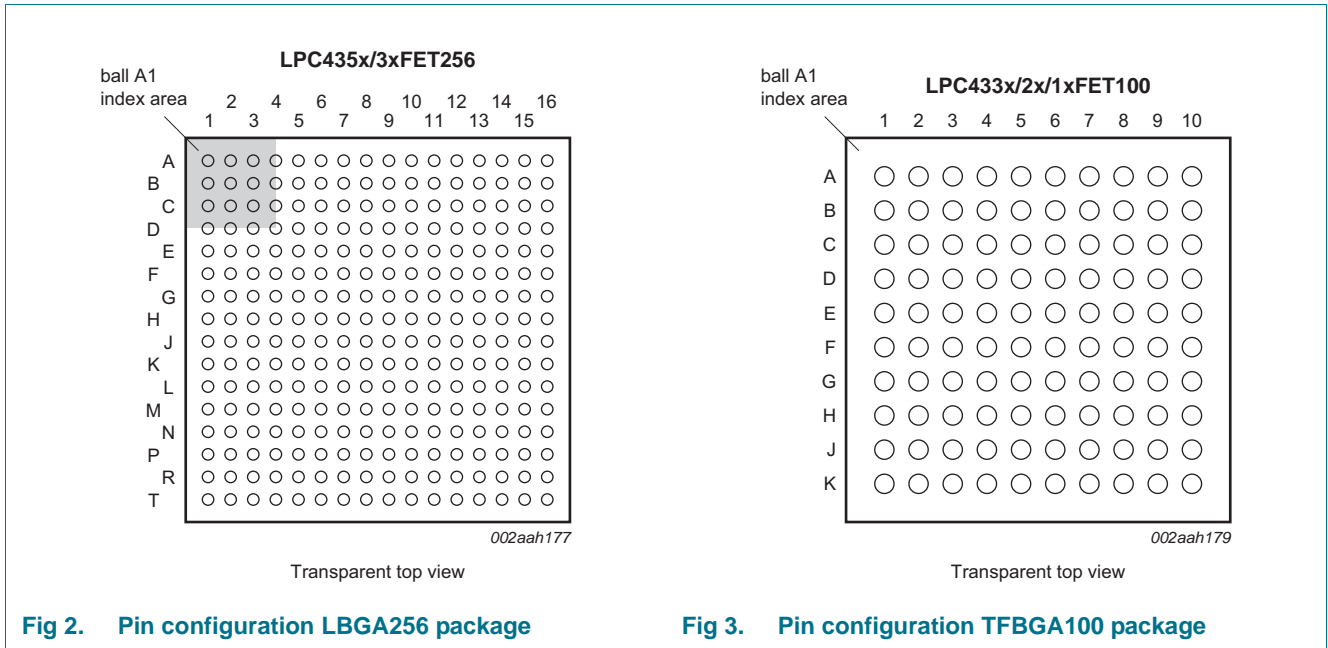 LPC435x/3xFET256
ball A1
index area
2 4 6 8 10 12 14 16
1 3 5 7 9 11 13 15
A
B
C
D
E
F
G
H
J
K
L
M
N
P
R
T
002aah177
Transparent top view
Fig 2. Pin configuration LBGA256 package
LPC433x/2x/1xFET100
ball A1
index area
1 2 3 4 5 6 7 8 9 10
A
B
C
D
E
F
G
H
J
K
002aah179
Transparent top view
Fig 3. Pin configuration TFBGA100 package